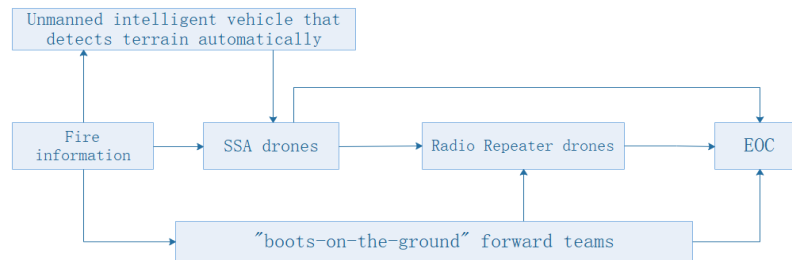 Unmanned intelligent vehicle that
detects terrain automatically
Fire
information
SSA drones
Radio Repeater drones
EOC
"boots-on-the-ground" forward teams